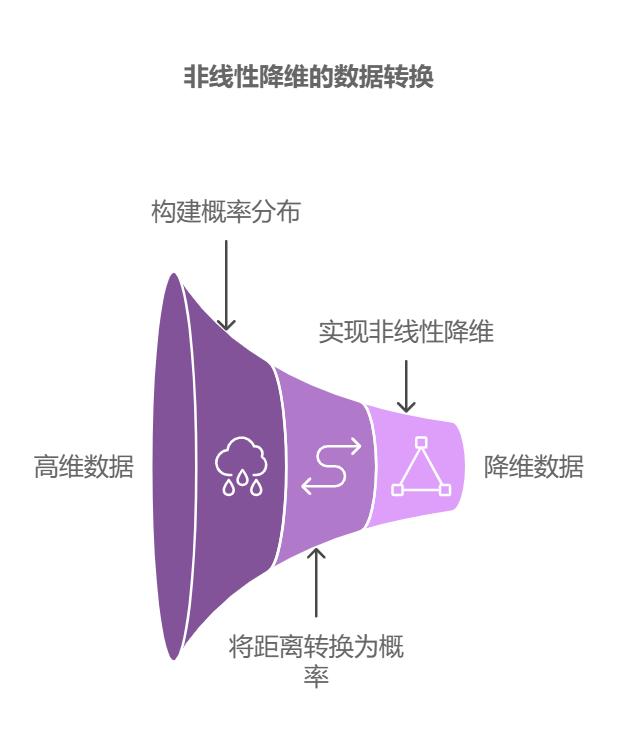 非线性降维的数据转换
构建概率分布
实现非线性降维
高维数据
降维数据
将距离转换为概
率